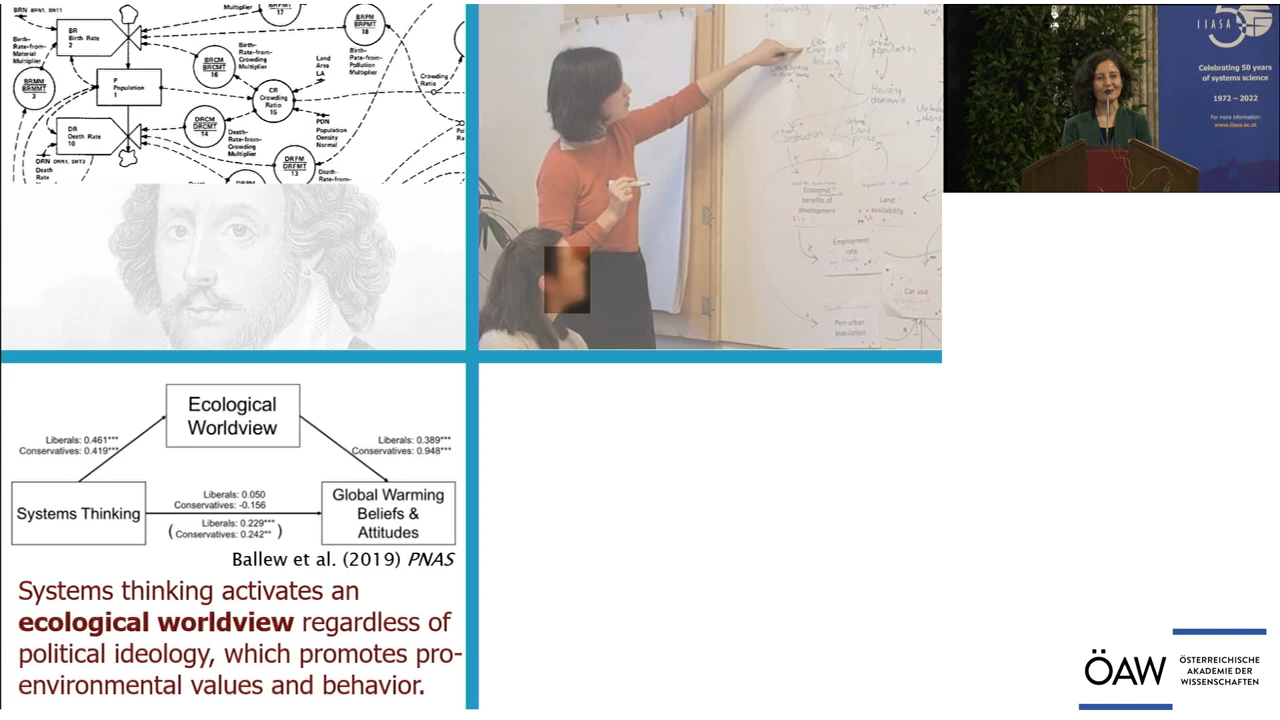 BRN BRN1, SWT1
BR
Birth Rate
2
Birth-
Rate-from-
Material
Multiplier
BRMM
BRMMT
3
P
Population
1
DR
Death Rate
10
DRN DRN1, SWT3
Death
Rate
BRCM
BRCMT
16
Birth-
Rate-from-
Crowding
Multiplier
17
BRPM
BRPMT
18
Birth-
Rate-from-
Pollution
Multiplier
Land
Area
LA
CR
Crowding
Ratio
15
Crowding
Ratio
PDN
Population
Density
Normal
DRCM
DRCMT
14
Death-
Rate-from-
Crowding
Multiplier
DRFM
DRFMT
13
Death-
Rate-from-
Urban
population
Housing
demand
Economic
benefits of
development
Land
availability
Employment
rate
Car use
Peri-urban
population
IIASA 50
Celebrating 50 years
of systems science
1972 – 2022
For more information:
www.iiasa.ac.at
Ecological
Worldview
Liberals: 0.461***
Conservatives: 0.419***
Liberals: 0.389***
Conservatives: 0.948***
Systems Thinking
Liberals: 0.050
Conservatives: -0.156
(Liberals: 0.229***
Conservatives: 0.242**)
Global Warming
Beliefs &
Attitudes
Ballew et al. (2019) PNAS
Systems thinking activates an
ecological worldview regardless of
political ideology, which promotes pro-
environmental values and behavior.
ÖAW
ÖSTERREICHISCHE
AKADEMIE DER
WISSENSCHAFTEN